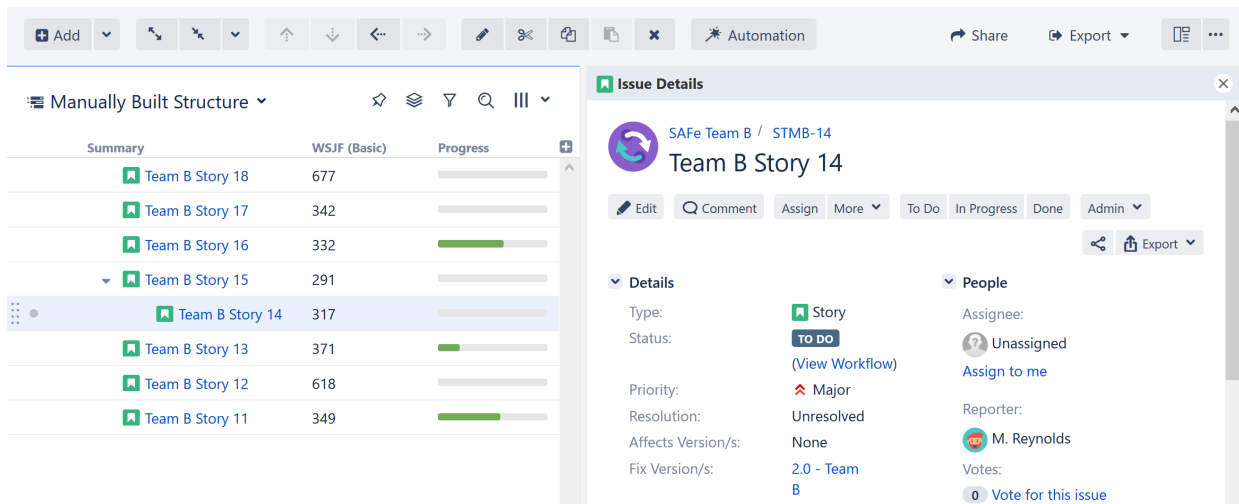 Add
Automation
Share
Export
Manually Built Structure
Summary WSJF (Basic) Progress
Team B Story 18 677
Team B Story 17 342
Team B Story 16 332
Team B Story 15 291
Team B Story 14 317
Team B Story 13 371
Team B Story 12 618
Team B Story 11 349
Issue Details
SAFe Team B / STMB-14
Team B Story 14
Edit Comment Assign More To Do In Progress Done Admin
Export
Details
Type: Story
Status: TO DO
(View Workflow)
Priority: Major
Resolution: Unresolved
Affects Version/s: None
Fix Version/s: 2.0 - Team
B
People
Assignee:
Unassigned
Assign to me
Reporter:
M. Reynolds
Votes:
0 Vote for this issue